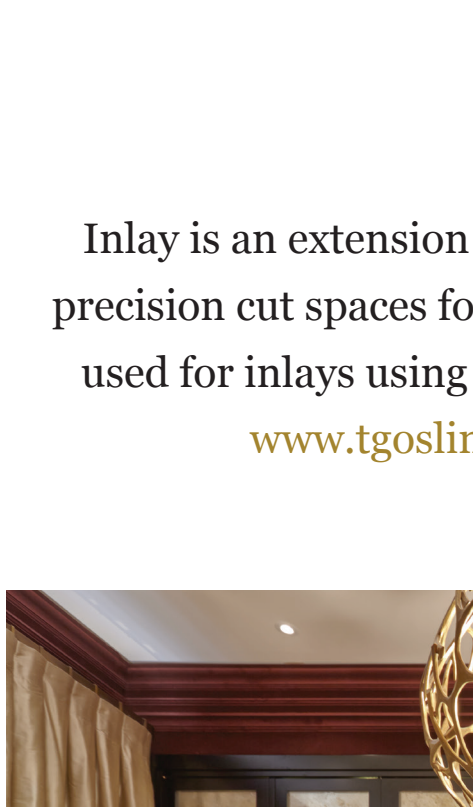 Inlay is an extension
precision cut spaces fo
used for inlays using
www.tgoslin